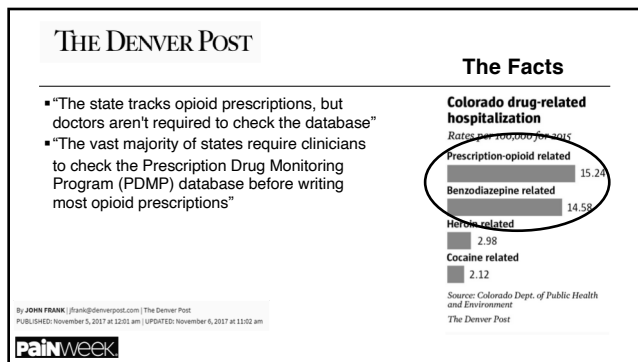 THE DENVER POST
The Facts
▪“The state tracks opioid prescriptions, but
doctors aren't required to check the database”
▪“The vast majority of states require clinicians
to check the Prescription Drug Monitoring
Program (PDMP) database before writing
most opioid prescriptions”
Colorado drug-related
hospitalization
Rates per 100,000 for 2015
Prescription-opioid related
15.24
Benzodiazepine related
14.58
Heroin related
2.98
Cocaine related
2.12
Source: Colorado Dept. of Public Health
and Environment
The Denver Post
By JOHN FRANK | jfrank@denverpost.com | The Denver Post
PUBLISHED: November 5, 2017 at 12:01 am | UPDATED: November 6, 2017 at 11:02 am
PaiNWEEK.